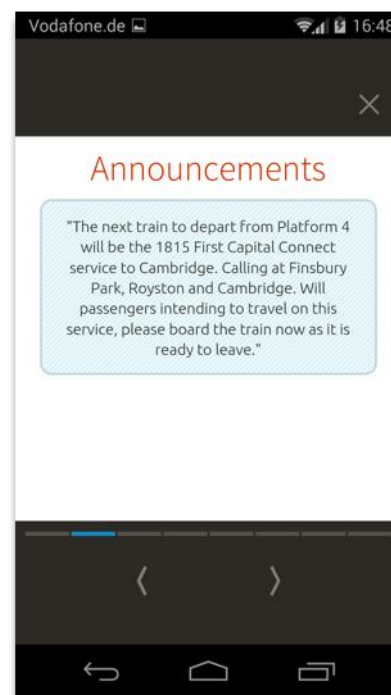 Vodafone.de 16:48
Announcements
"The next train to depart from Platform 4
will be the 1815 First Capital Connect
service to Cambridge. Calling at Finsbury
Park, Royston and Cambridge. Will
passengers intending to travel on this
service, please board the train now as it is
ready to leave."